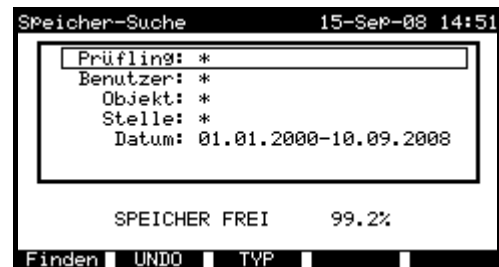 Speicher-Suche 15-Sep-08 14:51
Prüfling: *
Benutzer: *
Objekt: *
Stelle: *
Datum: 01.01.2000-10.09.2008
SPEICHER FREI 99.2%
Finden UNDO TYP